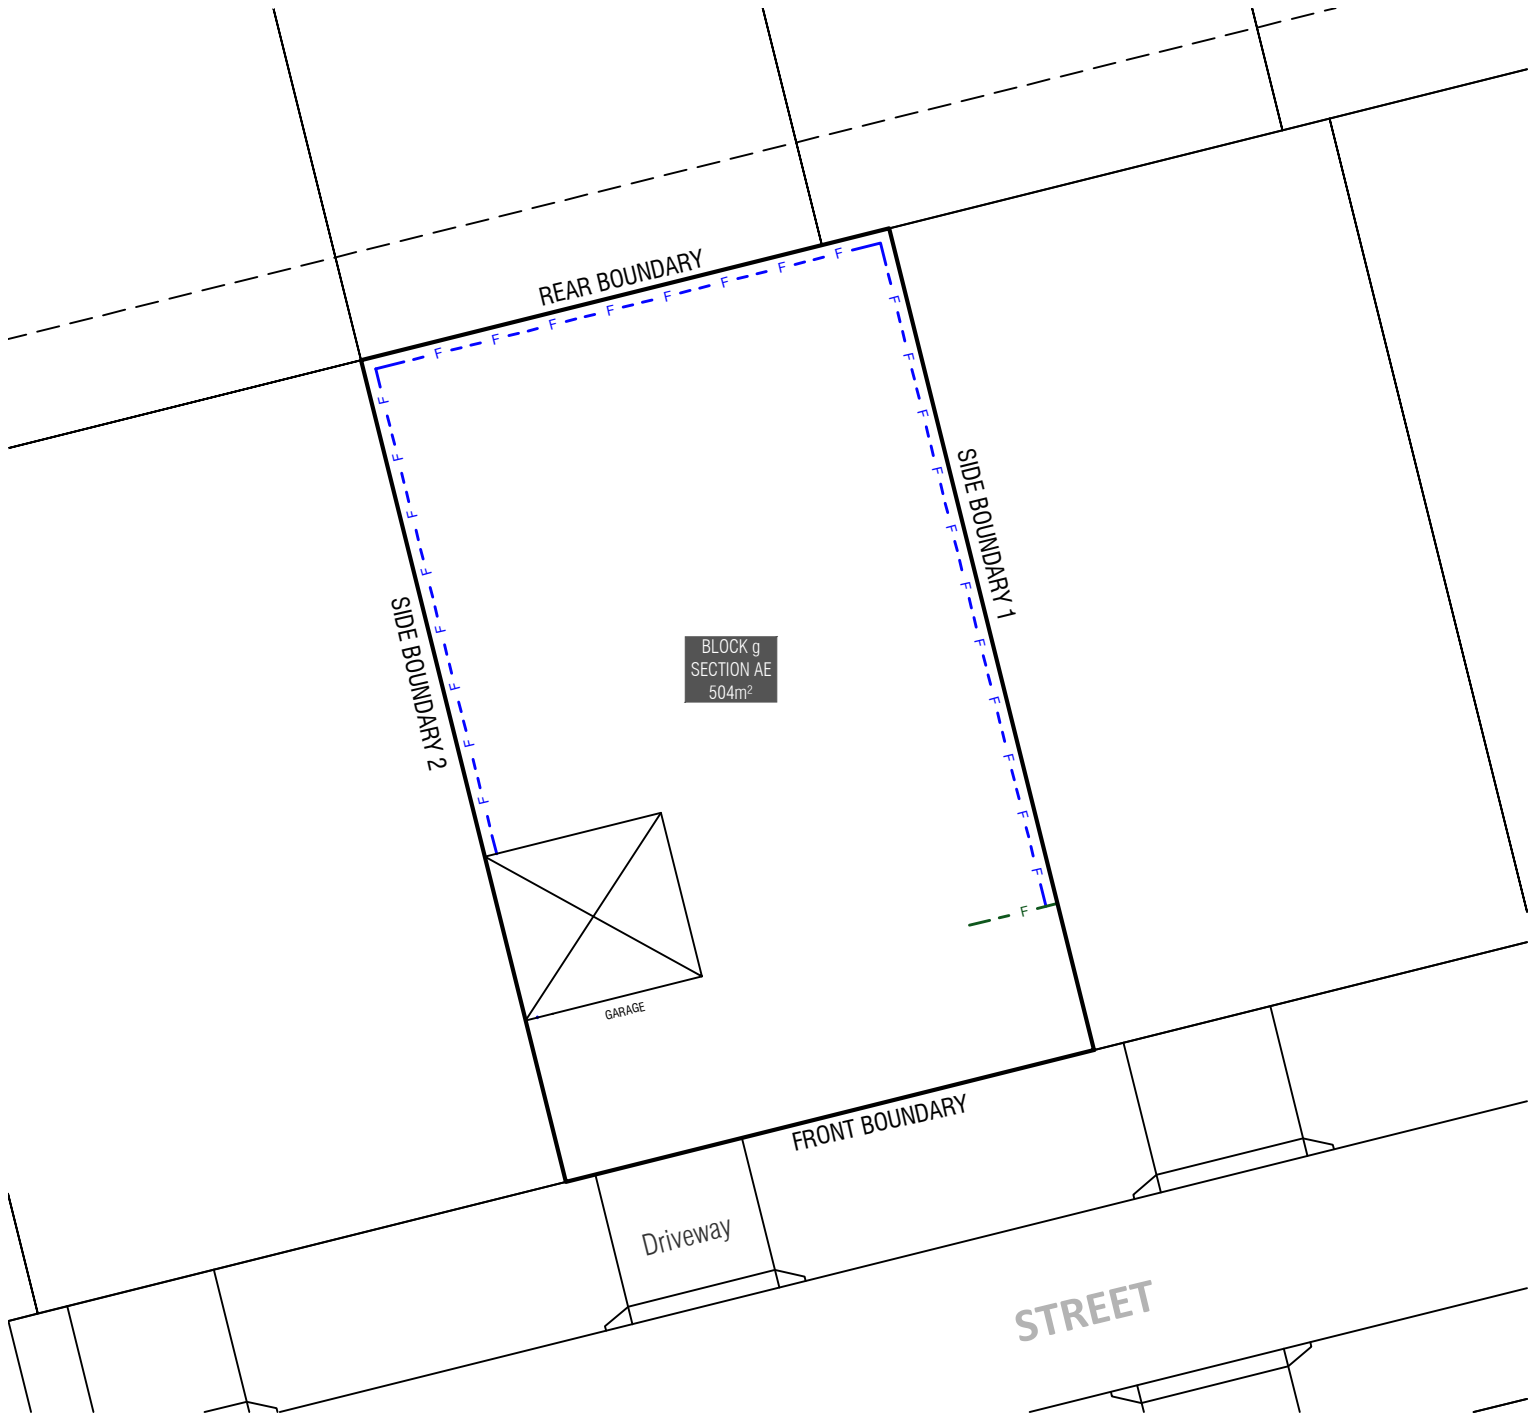 REAR BOUNDARY
F F F F F F F F
F F F F F F F F F F F
F F F F F F F F
SIDE BOUNDARY 1
SIDE BOUNDARY 2
BLOCK g
SECTION AE
504m²
F
GARAGE
FRONT BOUNDARY
Driveway
STREET